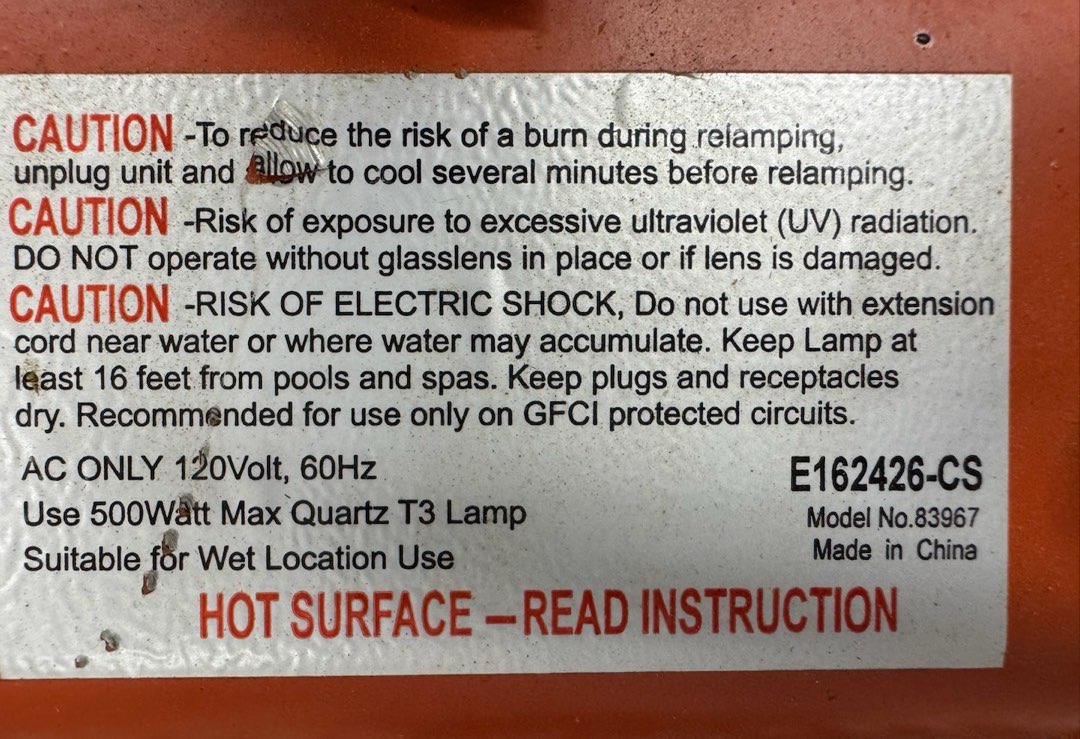 CAUTION -To reduce the risk of a burn during relamping,
unplug unit and allow to cool several minutes before relamping.
CAUTION -Risk of exposure to excessive ultraviolet (UV) radiation.
DO NOT operate without glasslens in place or if lens is damaged.
CAUTION -RISK OF ELECTRIC SHOCK, Do not use with extension
cord near water or where water may accumulate. Keep Lamp at
least 16 feet from pools and spas. Keep plugs and receptacles
dry. Recommended for use only on GFCI protected circuits.
AC ONLY 120Volt, 60Hz
Use 500Watt Max Quartz T3 Lamp
Suitable for Wet Location Use
E162426-CS
Model No.83967
Made in China
HOT SURFACE – READ INSTRUCTION